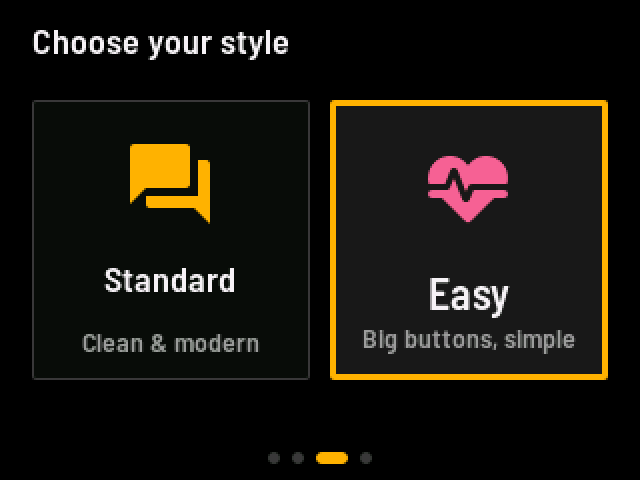 Choose your style
Standard
Clean & modern
Easy
Big buttons, simple